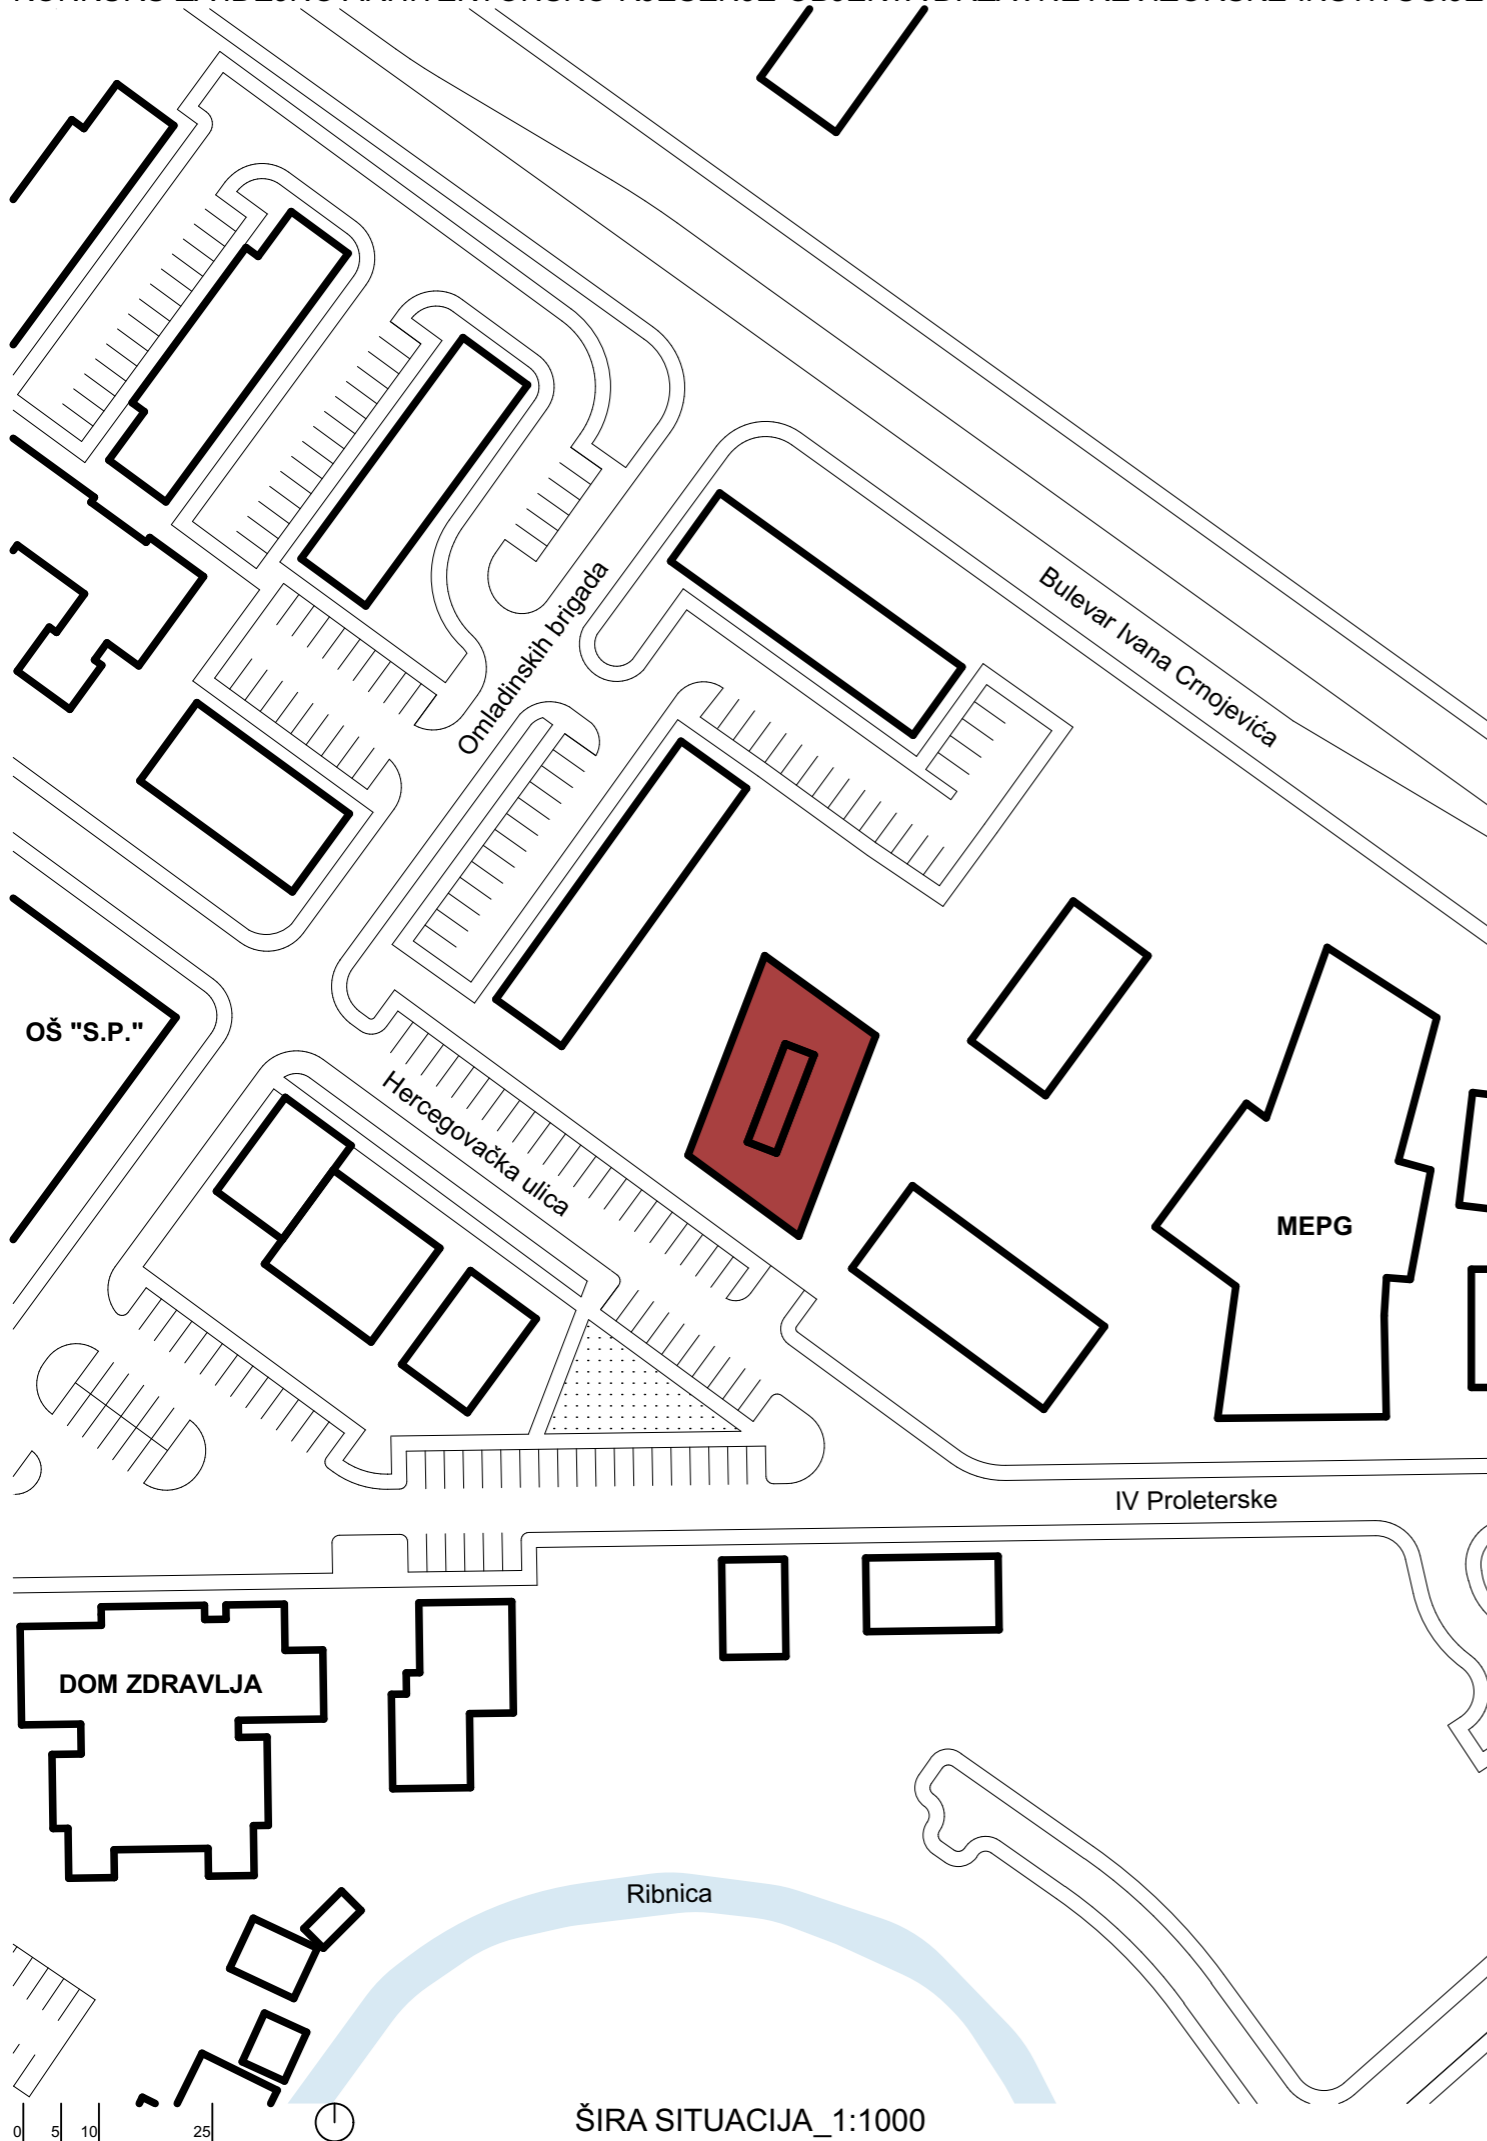 Omladinskih brigada
Bulevar Ivana Crnojevića
OŠ "S.P."
Hercegovačka ulica
MEPG
IV Proleterske
DOM ZDRAVLJA
Ribnica
0 5 10 25
ŠIRA SITUACIJA_1:1000